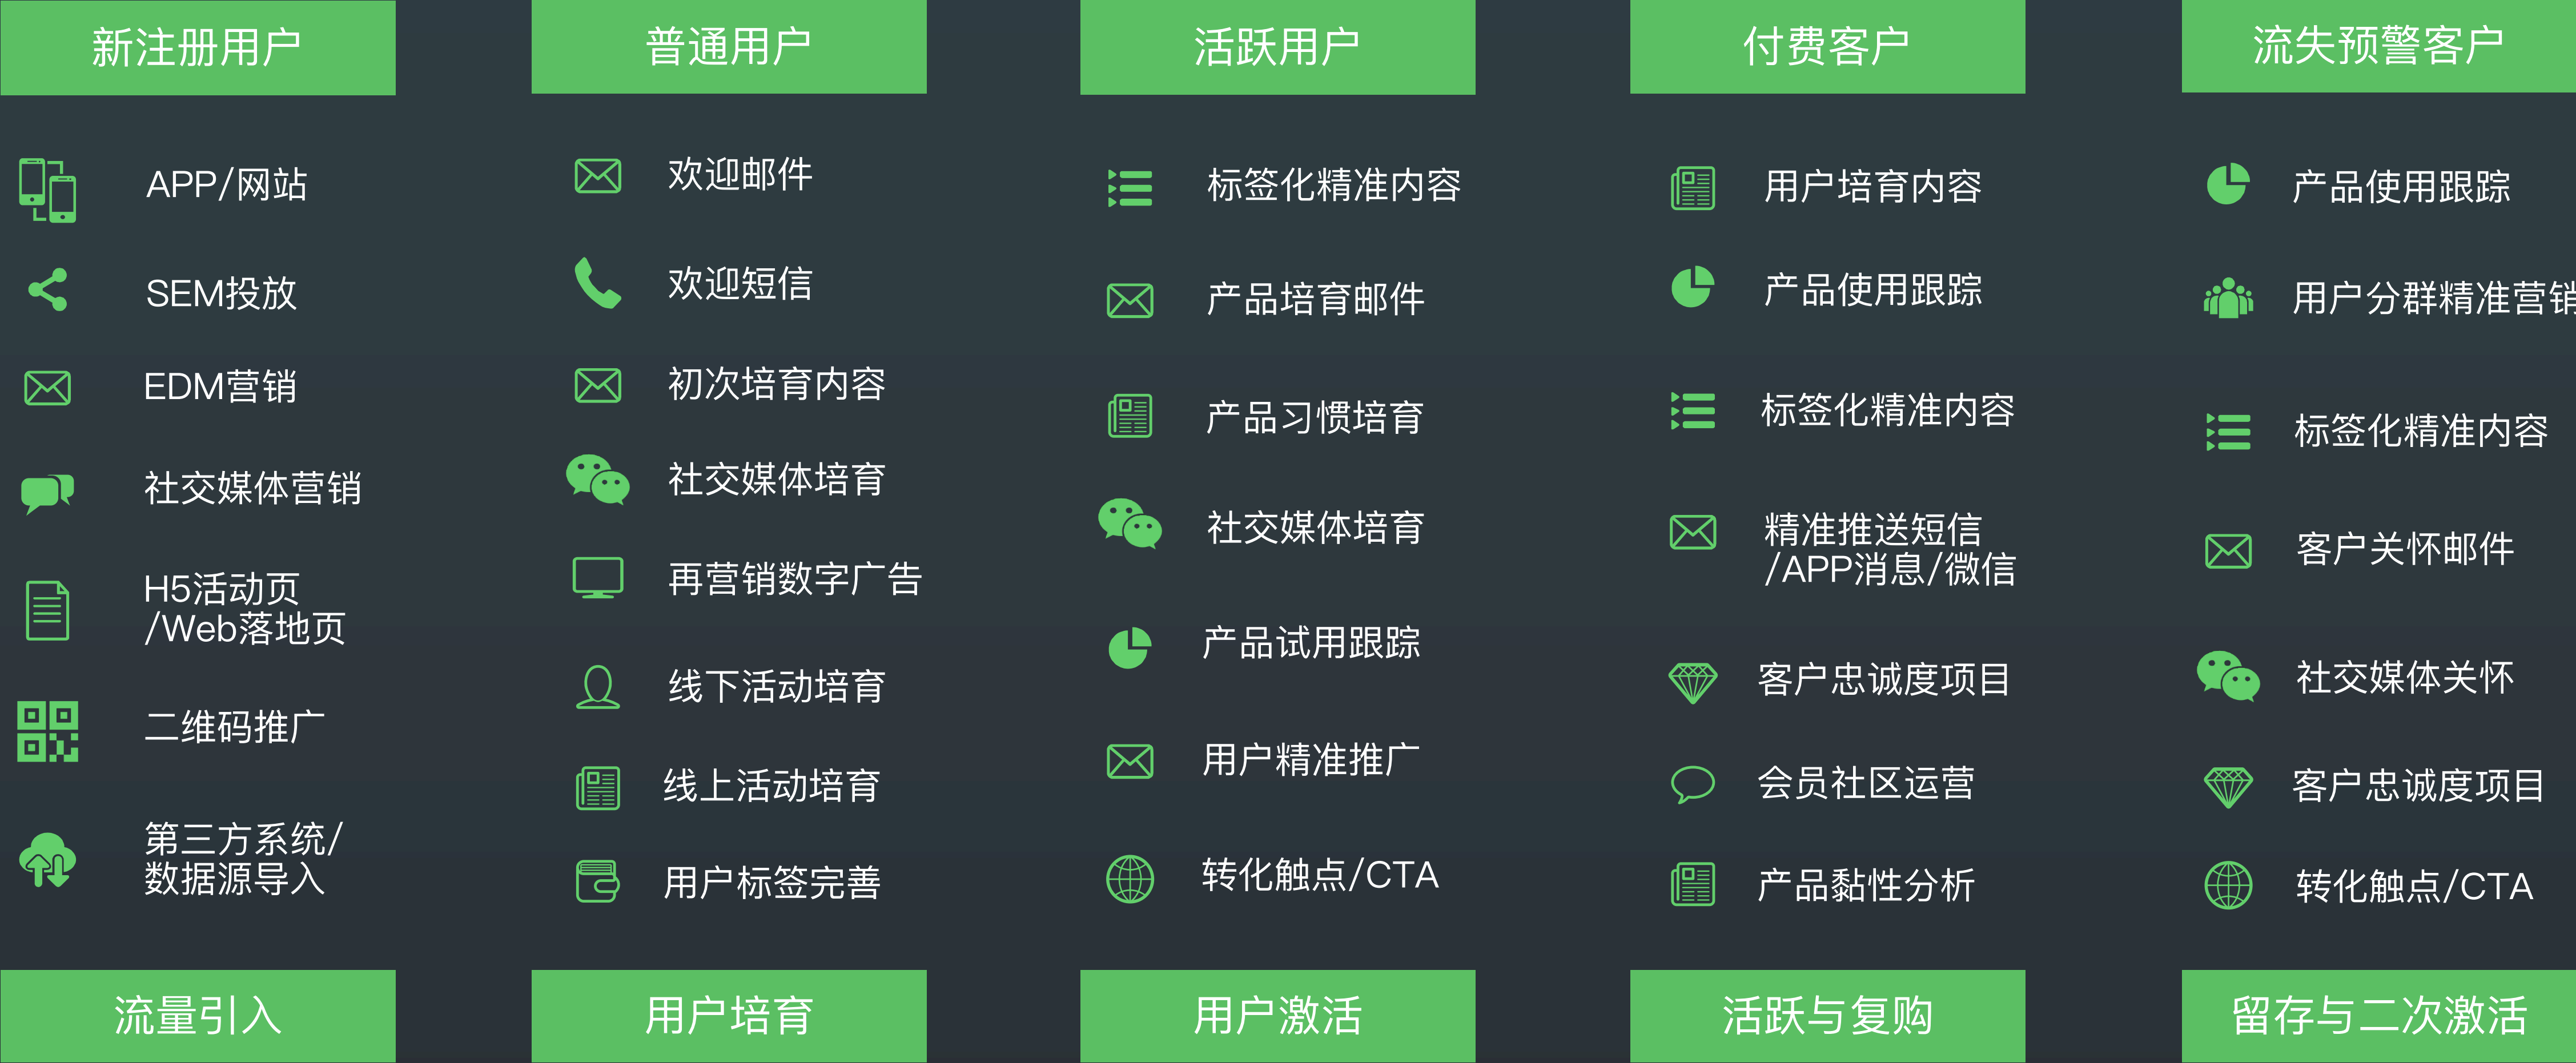 新注册用户
APP/网站
SEM投放
EDM营销
社交媒体营销
H5活动页
/Web落地页
二维码推广
第三方系统/
数据源导入
流量引入
普通用户
欢迎邮件
欢迎短信
初次培育内容
社交媒体培育
再营销数字广告
线下活动培育
线上活动培育
用户标签完善
用户培育
活跃用户
标签化精准内容
产品培育邮件
产品习惯培育
社交媒体培育
产品试用跟踪
用户精准推广
转化触点/CTA
用户激活
付费客户
用户培育内容
产品使用跟踪
标签化精准内容
精准推送短信
/APP消息/微信
客户忠诚度项目
会员社区运营
产品黏性分析
活跃与复购
流失预警客户
产品使用跟踪
用户分群精准营销
标签化精准内容
客户关怀邮件
社交媒体关怀
客户忠诚度项目
转化触点/CTA
留存与二次激活